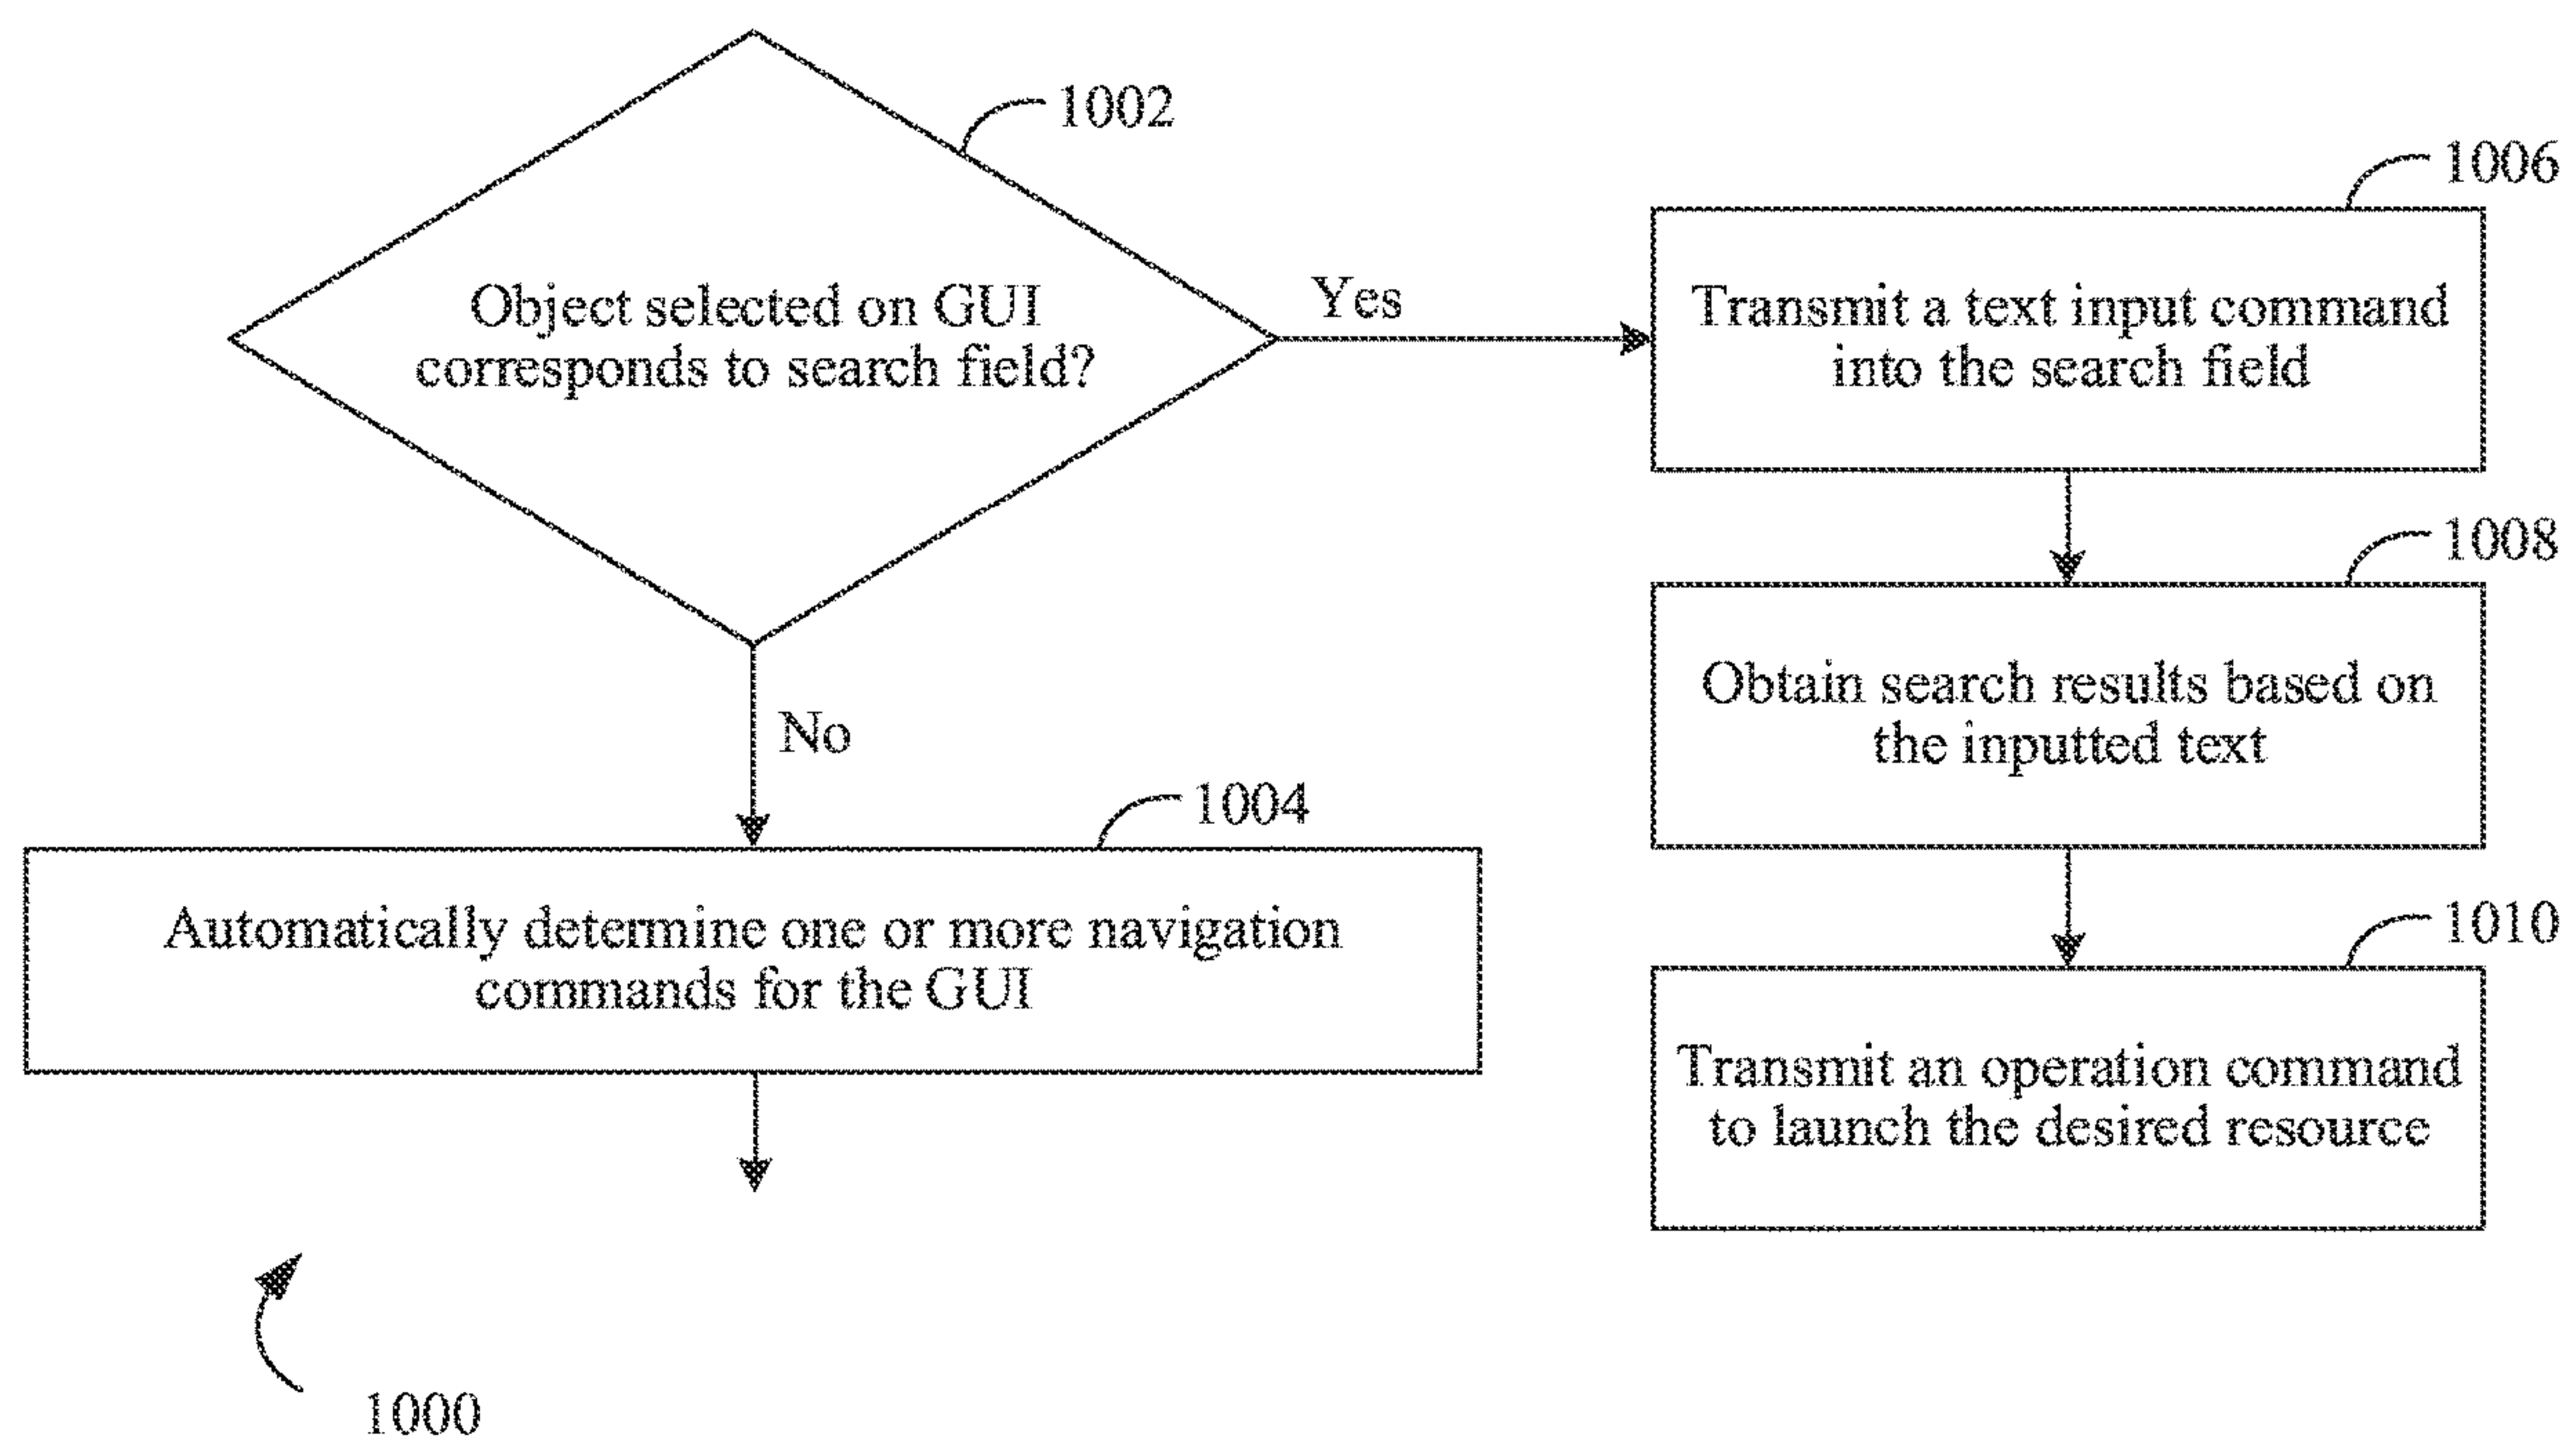 1002
Object selected on GUI
corresponds to search field?
Yes
No
1004
Automatically determine one or more navigation
commands for the GUI
1006
Transmit a text input command
into the search field
1008
Obtain search results based on
the inputted text
1010
Transmit an operation command
to launch the desired resource
1000